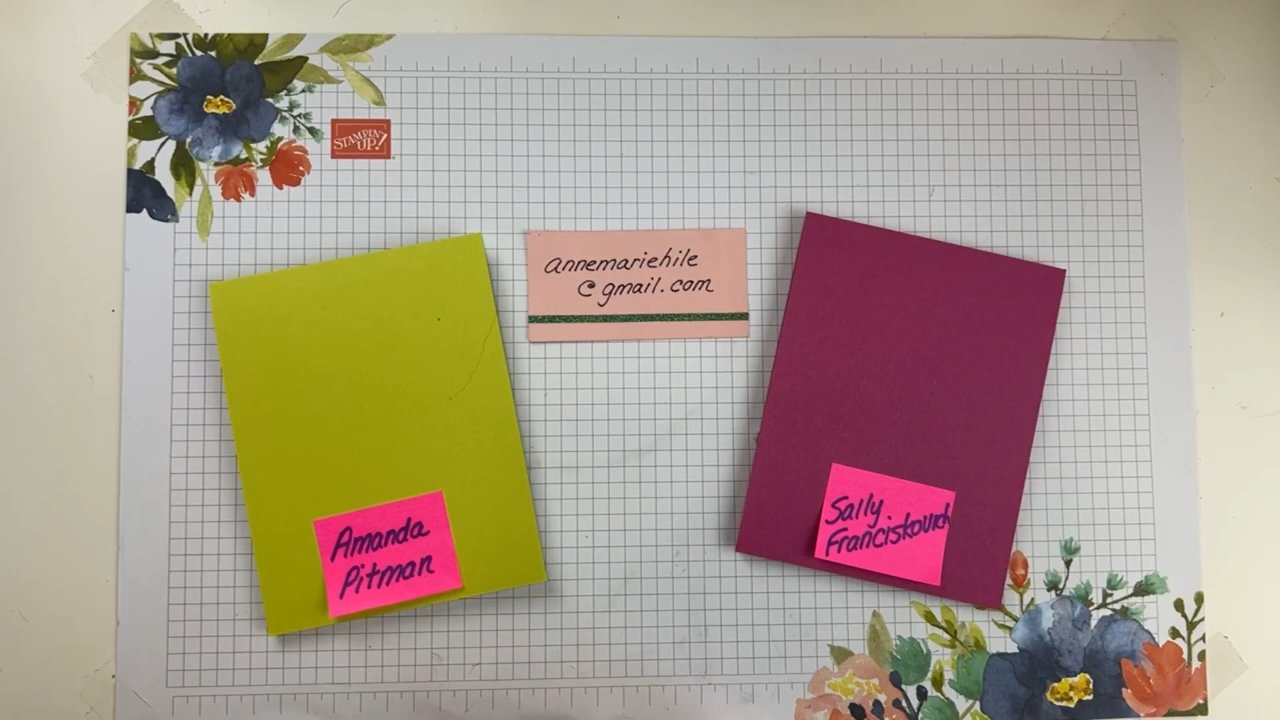 STAMPIN'
UP!
annemariehile
@gmail.com
Amanda
Pitman
Sally
Franciskovich